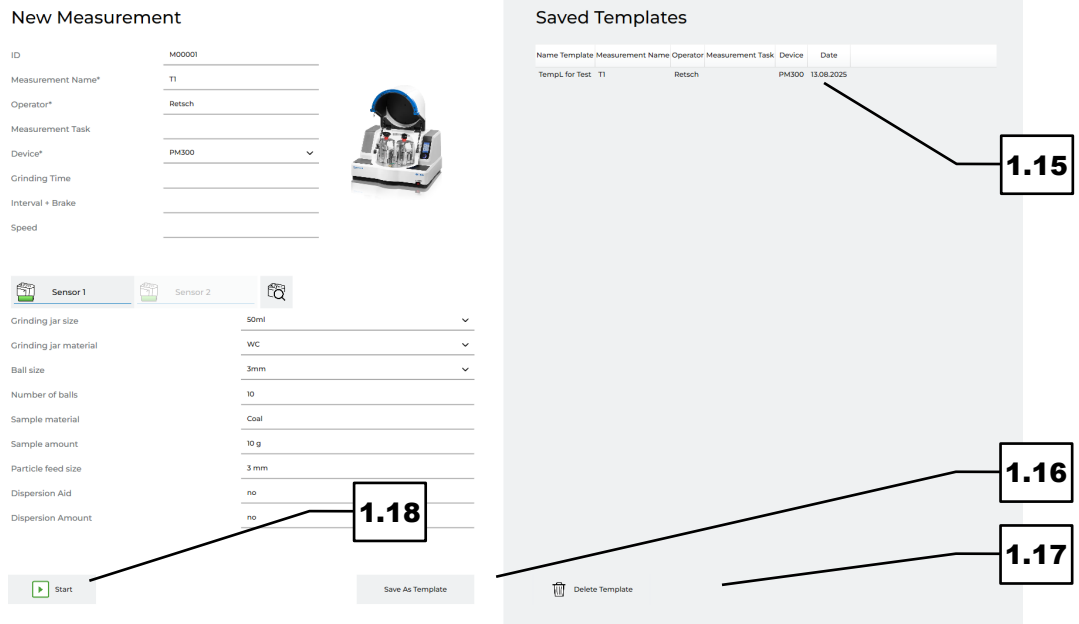 New Measurement
ID M00001
Measurement Name* T1
Operator* Retsch
Measurement Task
Device* PM300
Grinding Time
Interval + Brake
Speed
Sensor 1 Sensor 2
Grinding jar size 50ml
Grinding jar material WC
Ball size 3mm
Number of balls 10
Sample material Coal
Sample amount 10 g
Particle feed size 3 mm
Dispersion Aid no
Dispersion Amount no
1.18
Start Save As Template
Saved Templates
Name Template Measurement Name Operator Measurement Task Device Date
TempL for Test T1 Retsch PM300 13.08.2025
1.15
1.16
1.17
Delete Template